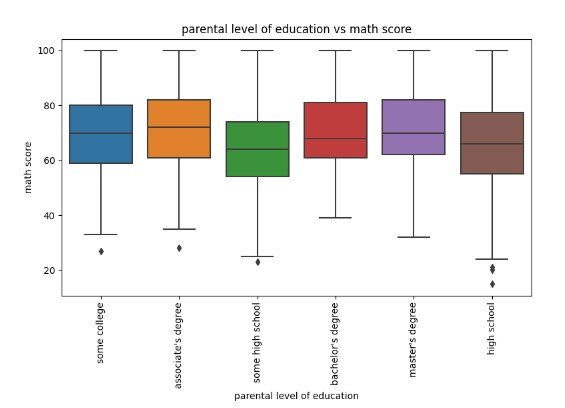 parental level of education vs math score
100
80
60
40
20
math score
some college
associate's degree
some high school
bachelor's degree
master's degree
high school
parental level of education